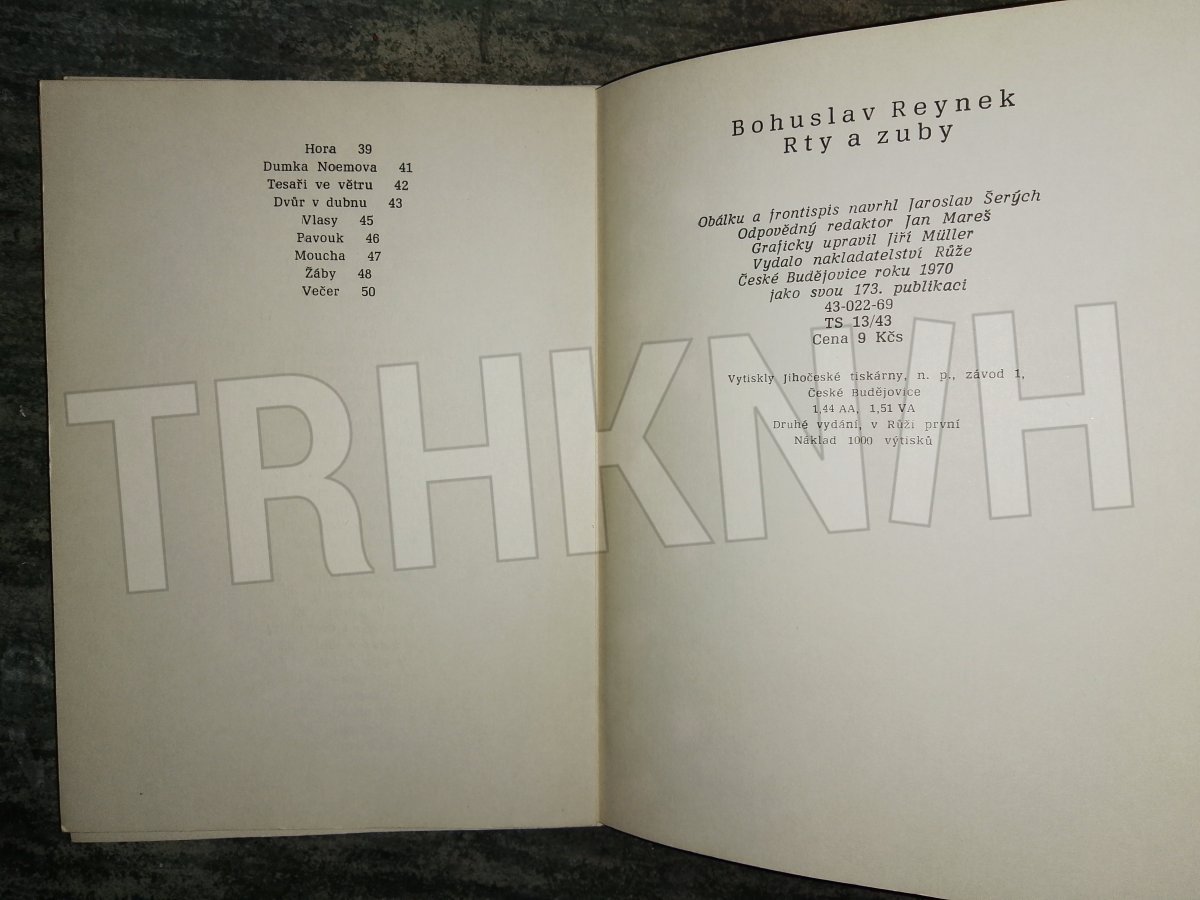 Hora 39
Dumka Noemova 41
Tesaři ve větru 42
Dvůr v dubnu 43
Vlasy 45
Pavouk 46
Moucha 47
Žáby 48
Večer 50
Bohuslav Reynek
Rty a zuby
Obálku a frontispis navrhl Jaroslav Šerých
Odpovědný redaktor Jan Mareš
Graficky upravil Jiří Müller
Vydalo nakladatelství Růže
České Budějovice roku 1970
jako svou 173. publikaci
43-022-69
TS 13/43
Cena 9 Kčs
Vytiskly Jihočeské tiskárny, n. p., závod 1,
České Budějovice
1,44 AA, 1,51 VA
Druhé vydání, v Růži první
Náklad 1000 výtisků
TRHKNIH